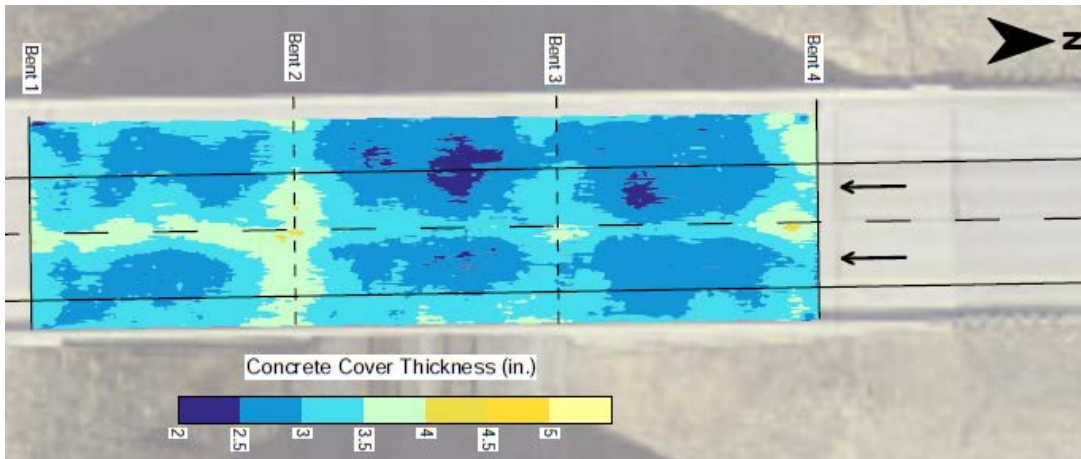 Bent 1
Bent 2
Bent 3
Bent 4
N
Concrete Cover Thickness (in.)
2
2.5
3
3.5
4
4.5
5